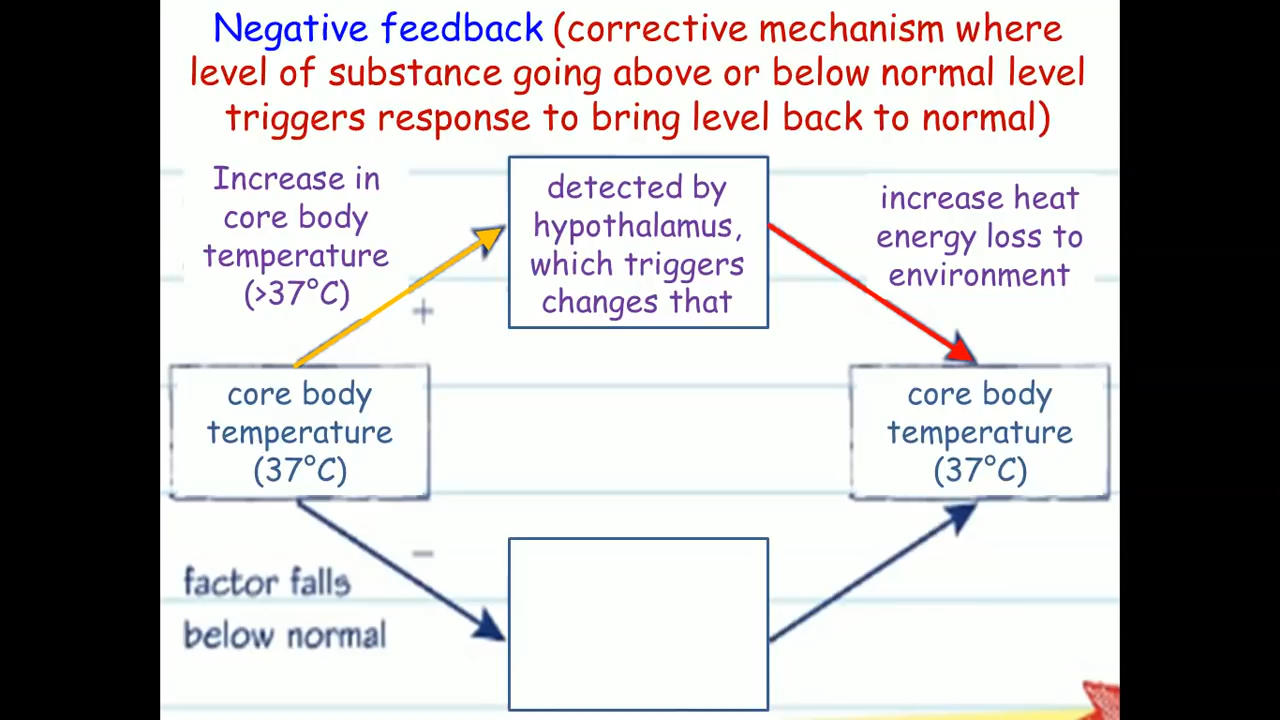 Negative feedback (corrective mechanism where
level of substance going above or below normal level
triggers response to bring level back to normal)
Increase in
core body
temperature
(>37°C)
+
detected by
hypothalamus,
which triggers
changes that
increase heat
energy loss to
environment
core body
temperature
(37°C)
core body
temperature
(37°C)
−
factor falls
below normal